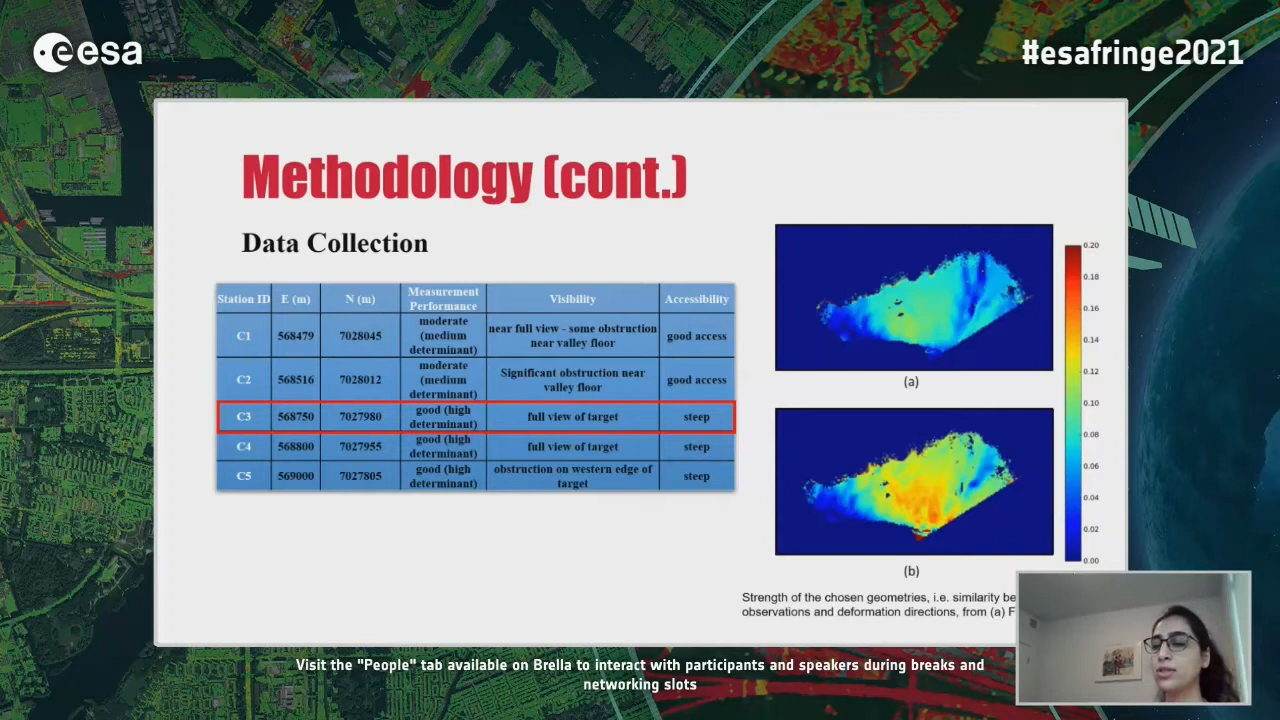 esa
#esafringe2021
Methodology (cont.)
Data Collection
Station ID E (m) N (m) Measurement Performance Visibility Accessibility
C1 568479 7028045 moderate (medium determinant) near full view - some obstruction near valley floor good access
C2 568516 7028012 moderate (medium determinant) Significant obstruction near valley floor good access
C3 568750 7027980 good (high determinant) full view of target steep
C4 568800 7027955 good (high determinant) full view of target steep
C5 569000 7027805 good (high determinant) obstruction on western edge of target steep
0.20
0.18
0.16
0.14
0.12
0.10
0.08
0.06
0.04
0.02
0.00
(a)
(b)
Strength of the chosen geometries, i.e. similarity
observations and deformation directions, from (a)
Visit the "People" tab available on Brella to interact with participants and speakers during breaks and
networking slots